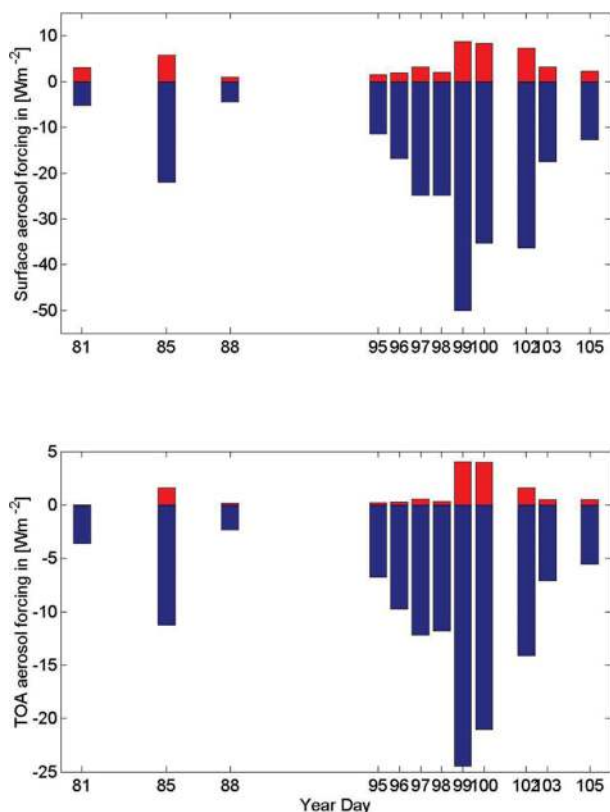 Surface aerosol forcing in [Wm⁻²]
10
0
-10
-20
-30
-40
-50
81 85 88 95 96 97 98 99 100 102 103 105
TOA aerosol forcing in [Wm⁻²]
5
0
-5
-10
-15
-20
-25
81 85 88 95 96 97 98 99 100 102 103 105
Year Day